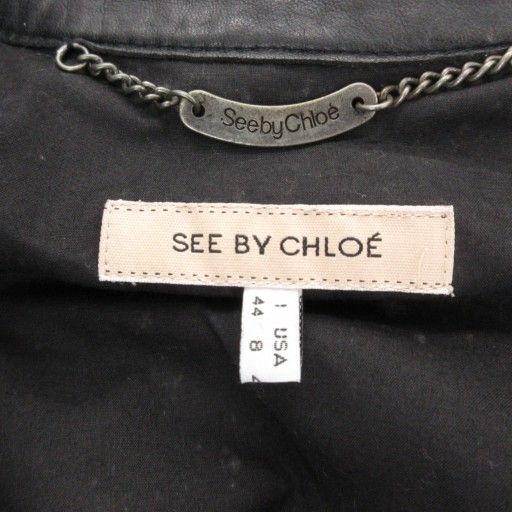 SeebyChloé
SEE BY CHLOÉ
I USA
44 8